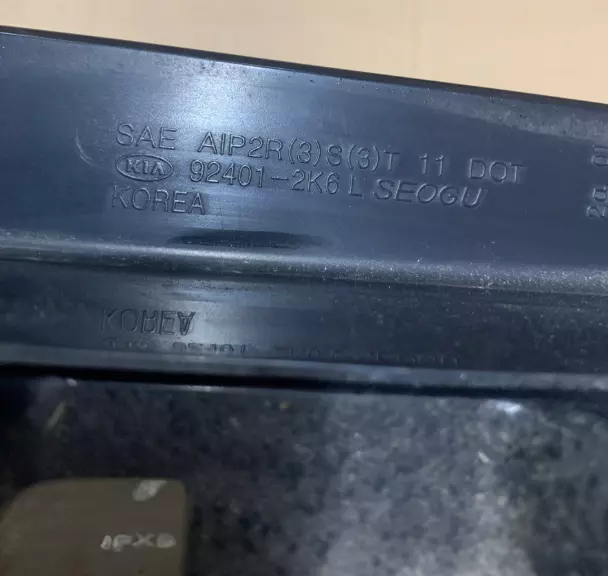 SAE AIP2R(3)S(3)T 11 DOT
KIA 92401-2K6 L SEOGU
KOREA
KOREA